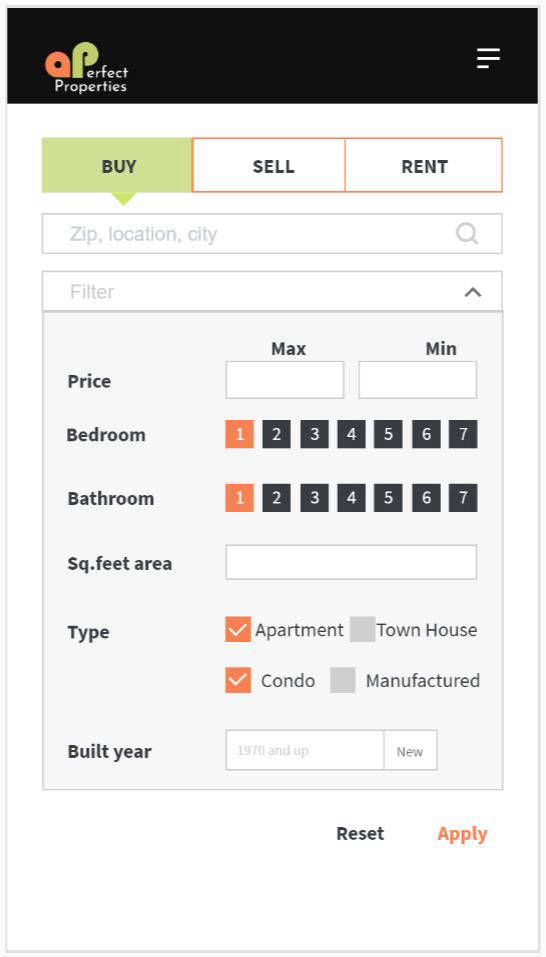 aPerfect
Properties
BUY SELL RENT
Zip, location, city
Filter
Max Min
Price
Bedroom 1 2 3 4 5 6 7
Bathroom 1 2 3 4 5 6 7
Sq.feet area
Type Apartment Town House
Condo Manufactured
Built year 1970 and up New
Reset Apply